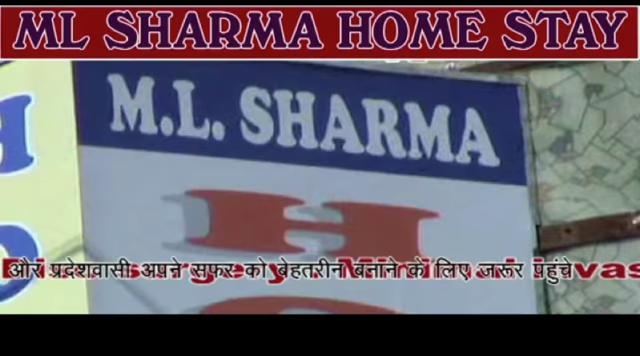 ML SHARMA HOME STAY
M.L. SHARMA
H
और प्रदेशवासी अपने सफर को बेहतरीन बनाने के लिए जरूर पहुंचे